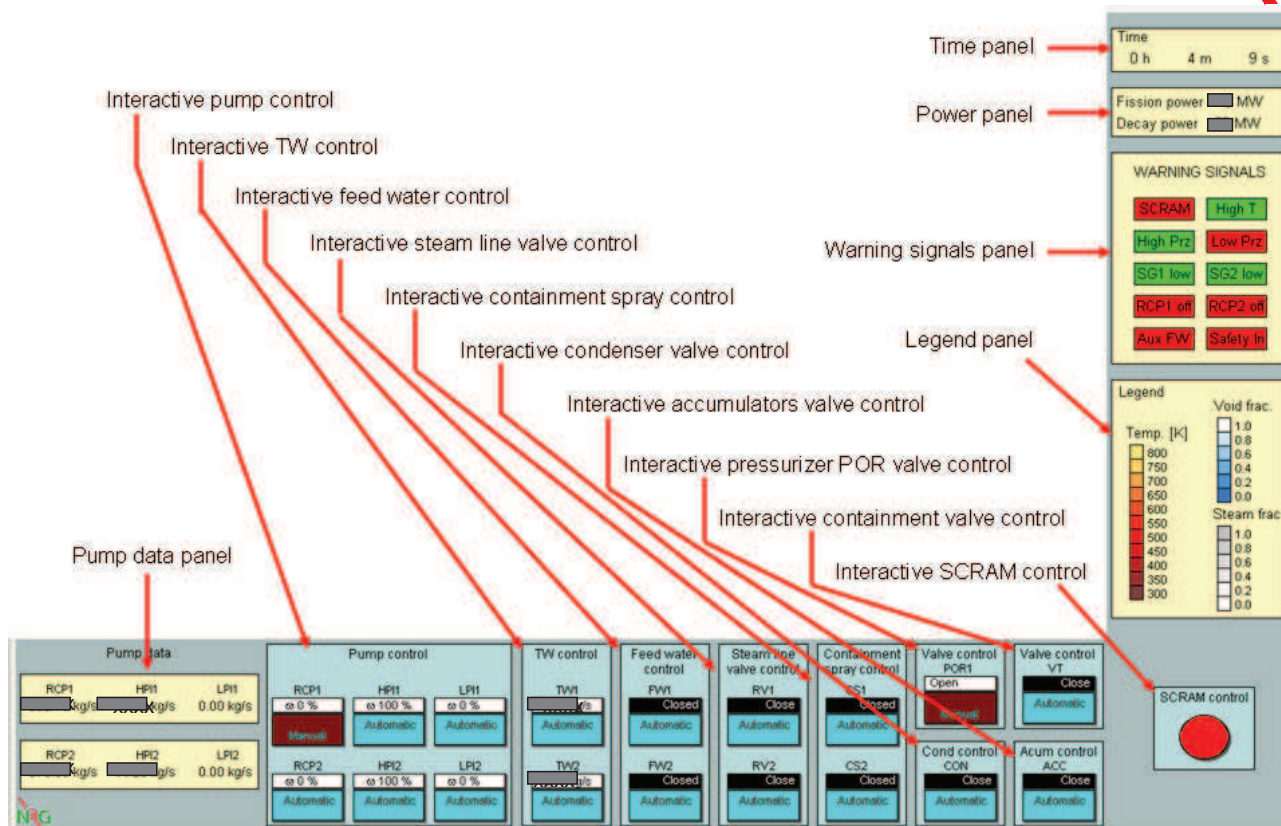 Time panel
Time
0 h 4 m 9 s
Interactive pump control
Power panel
Fission power MW
Decay power MW
Interactive TW control
WARNING SIGNALS
Interactive feed water control
SCRAM High T
Interactive steam line valve control
Warning signals panel
High Prz Low Prz
SG1 low SG2 low
Interactive containment spray control
RCP1 off RCP2 off
Interactive condenser valve control
Legend panel
Aux FW Safety In
Legend
Interactive accumulators valve control
Void frac.
1.0
0.8
0.6
0.4
0.2
0.0
Temp. [K]
800
750
700
650
600
550
500
450
400
350
300
Interactive pressurizer POR valve control
Steam frac
1.0
0.8
0.6
0.4
0.2
0.0
Interactive containment valve control
Pump data panel
Interactive SCRAM control
Pump data
RCP1 HPI1 LPI1
kg/s kg/s 0.00 kg/s
RCP2 HPI2 LPI2
kg/s kg/s 0.00 kg/s
NRG
Pump control
RCP1 HPI1 LPI1
ω 0 % ω 100 % ω 0 %
Manual Automatic Automatic
RCP2 HPI2 LPI2
ω 0 % ω 100 % ω 0 %
Automatic Automatic Automatic
TW control
TW1
g/s
Automatic
TW2
g/s
Automatic
Feed water
control
FW1
Closed
Automatic
FW2
Closed
Automatic
Steam line
valve control
RV1
Close
Automatic
RV2
Close
Automatic
Containment
spray control
CS1
Closed
Automatic
CS2
Closed
Automatic
Valve control
POR1
Open
Manual
Cond control
CON
Close
Automatic
Valve control
VT
Close
Automatic
Acum control
ACC
Close
Automatic
SCRAM control